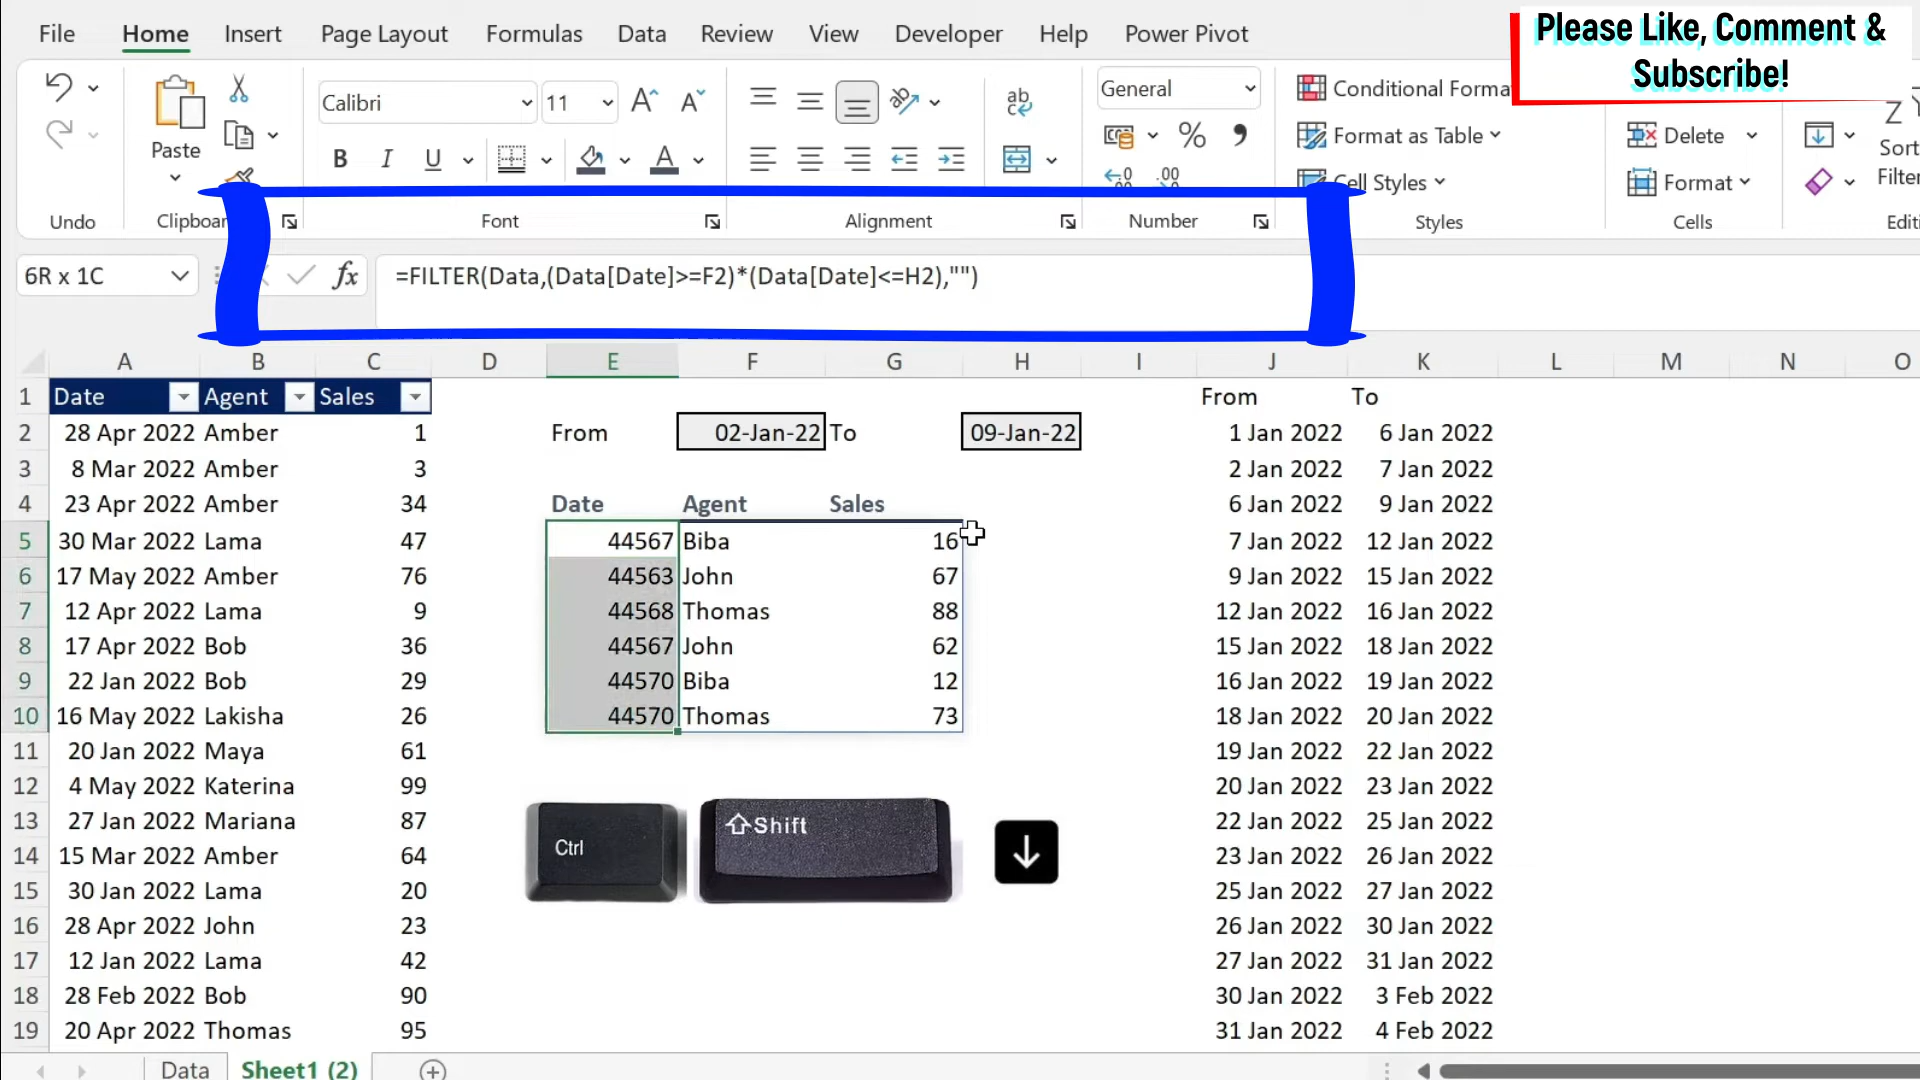 File Home Insert Page Layout Formulas Data Review View Developer Help Power Pivot
Please Like, Comment &
Subscribe!
Calibri 11 General Conditional Forma
Paste B I U A % Format as Table Delete Sort
Cell Styles Format Filter
Undo Clipboar Font Alignment Number Styles Cells Editi
6R x 1C fx =FILTER(Data,(Data[Date]>=F2)*(Data[Date]<=H2),"")
A B C D E F G H I J K L M N O
1 Date Agent Sales From To
2 28 Apr 2022 Amber 1 From 02-Jan-22 To 09-Jan-22 1 Jan 2022 6 Jan 2022
3 8 Mar 2022 Amber 3 2 Jan 2022 7 Jan 2022
4 23 Apr 2022 Amber 34 Date Agent Sales 6 Jan 2022 9 Jan 2022
5 30 Mar 2022 Lama 47 44567 Biba 16 7 Jan 2022 12 Jan 2022
6 17 May 2022 Amber 76 44563 John 67 9 Jan 2022 15 Jan 2022
7 12 Apr 2022 Lama 9 44568 Thomas 88 12 Jan 2022 16 Jan 2022
8 17 Apr 2022 Bob 36 44567 John 62 15 Jan 2022 18 Jan 2022
9 22 Jan 2022 Bob 29 44570 Biba 12 16 Jan 2022 19 Jan 2022
10 16 May 2022 Lakisha 26 44570 Thomas 73 18 Jan 2022 20 Jan 2022
11 20 Jan 2022 Maya 61 19 Jan 2022 22 Jan 2022
12 4 May 2022 Katerina 99 20 Jan 2022 23 Jan 2022
13 27 Jan 2022 Mariana 87 22 Jan 2022 25 Jan 2022
14 15 Mar 2022 Amber 64 Ctrl Shift 23 Jan 2022 26 Jan 2022
15 30 Jan 2022 Lama 20 25 Jan 2022 27 Jan 2022
16 28 Apr 2022 John 23 26 Jan 2022 30 Jan 2022
17 12 Jan 2022 Lama 42 27 Jan 2022 31 Jan 2022
18 28 Feb 2022 Bob 90 30 Jan 2022 3 Feb 2022
19 20 Apr 2022 Thomas 95 31 Jan 2022 4 Feb 2022
Data Sheet1 (2)